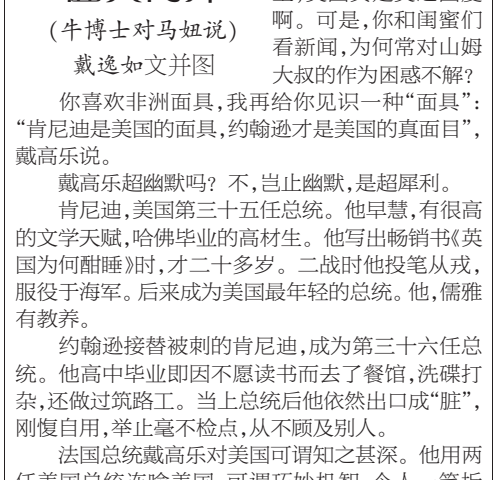 (牛博士对马妞说)
戴逸如文并图
啊。可是,你和闺蜜们
看新闻,为何常对山姆
大叔的作为困惑不解?
你喜欢非洲面具,我再给你见识一种“面具”:
“肯尼迪是美国的面具,约翰逊才是美国的真面目”,
戴高乐说。
戴高乐超幽默吗?不,岂止幽默,是超犀利。
肯尼迪,美国第三十五任总统。他早慧,有很高
的文学天赋,哈佛毕业的高材生。他写出畅销书《英
国为何酣睡》时,才二十多岁。二战时他投笔从戎,
服役于海军。后来成为美国最年轻的总统。他,儒雅
有教养。
约翰逊接替被刺的肯尼迪,成为第三十六任总
统。他高中毕业即因不愿读书而去了餐馆,洗碟打
杂,还做过筑路工。当上总统后他依然出口成“脏”,
刚愎自用,举止毫不检点,从不顾及别人。
法国总统戴高乐对美国可谓知之甚深。他用两